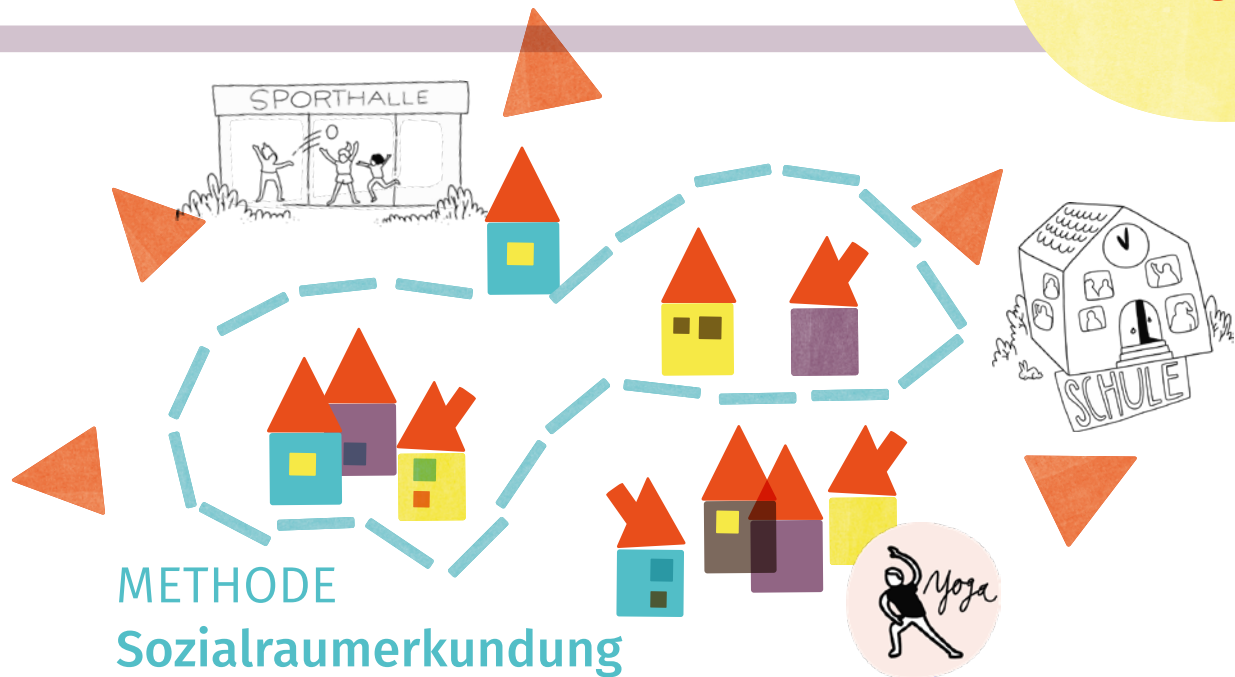 SPORTHALLE
SCHULE
Yoga
METHODE
Sozialraumerkundung